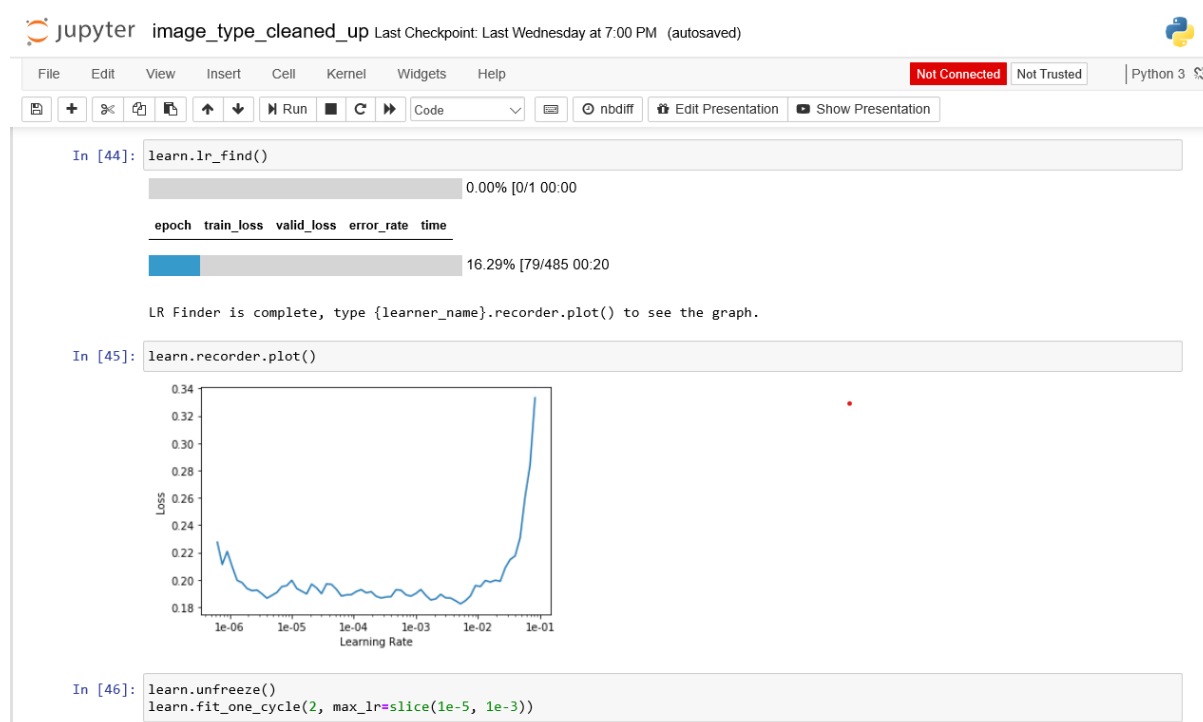 jupyter image_type_cleaned_up Last Checkpoint: Last Wednesday at 7:00 PM (autosaved)
File Edit View Insert Cell Kernel Widgets Help Not Connected Not Trusted Python 3
Run Code nbdiff Edit Presentation Show Presentation
In [44]: learn.lr_find()
0.00% [0/1 00:00
epoch train_loss valid_loss error_rate time
16.29% [79/485 00:20
LR Finder is complete, type {learner_name}.recorder.plot() to see the graph.
In [45]: learn.recorder.plot()
0.34
0.32
0.30
0.28
0.26
0.24
0.22
0.20
0.18
Loss
1e-06 1e-05 1e-04 1e-03 1e-02 1e-01
Learning Rate
In [46]: learn.unfreeze()
learn.fit_one_cycle(2, max_lr=slice(1e-5, 1e-3))